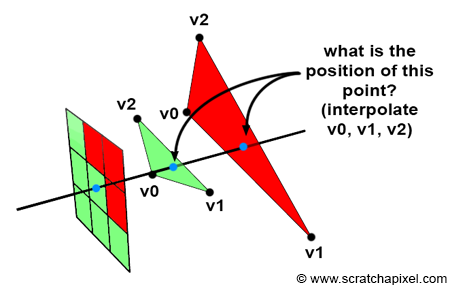 v2
what is the
position of this
point?
(interpolate
v0, v1, v2)
v2
v0
v0
v1
v1
© www.scratchapixel.com